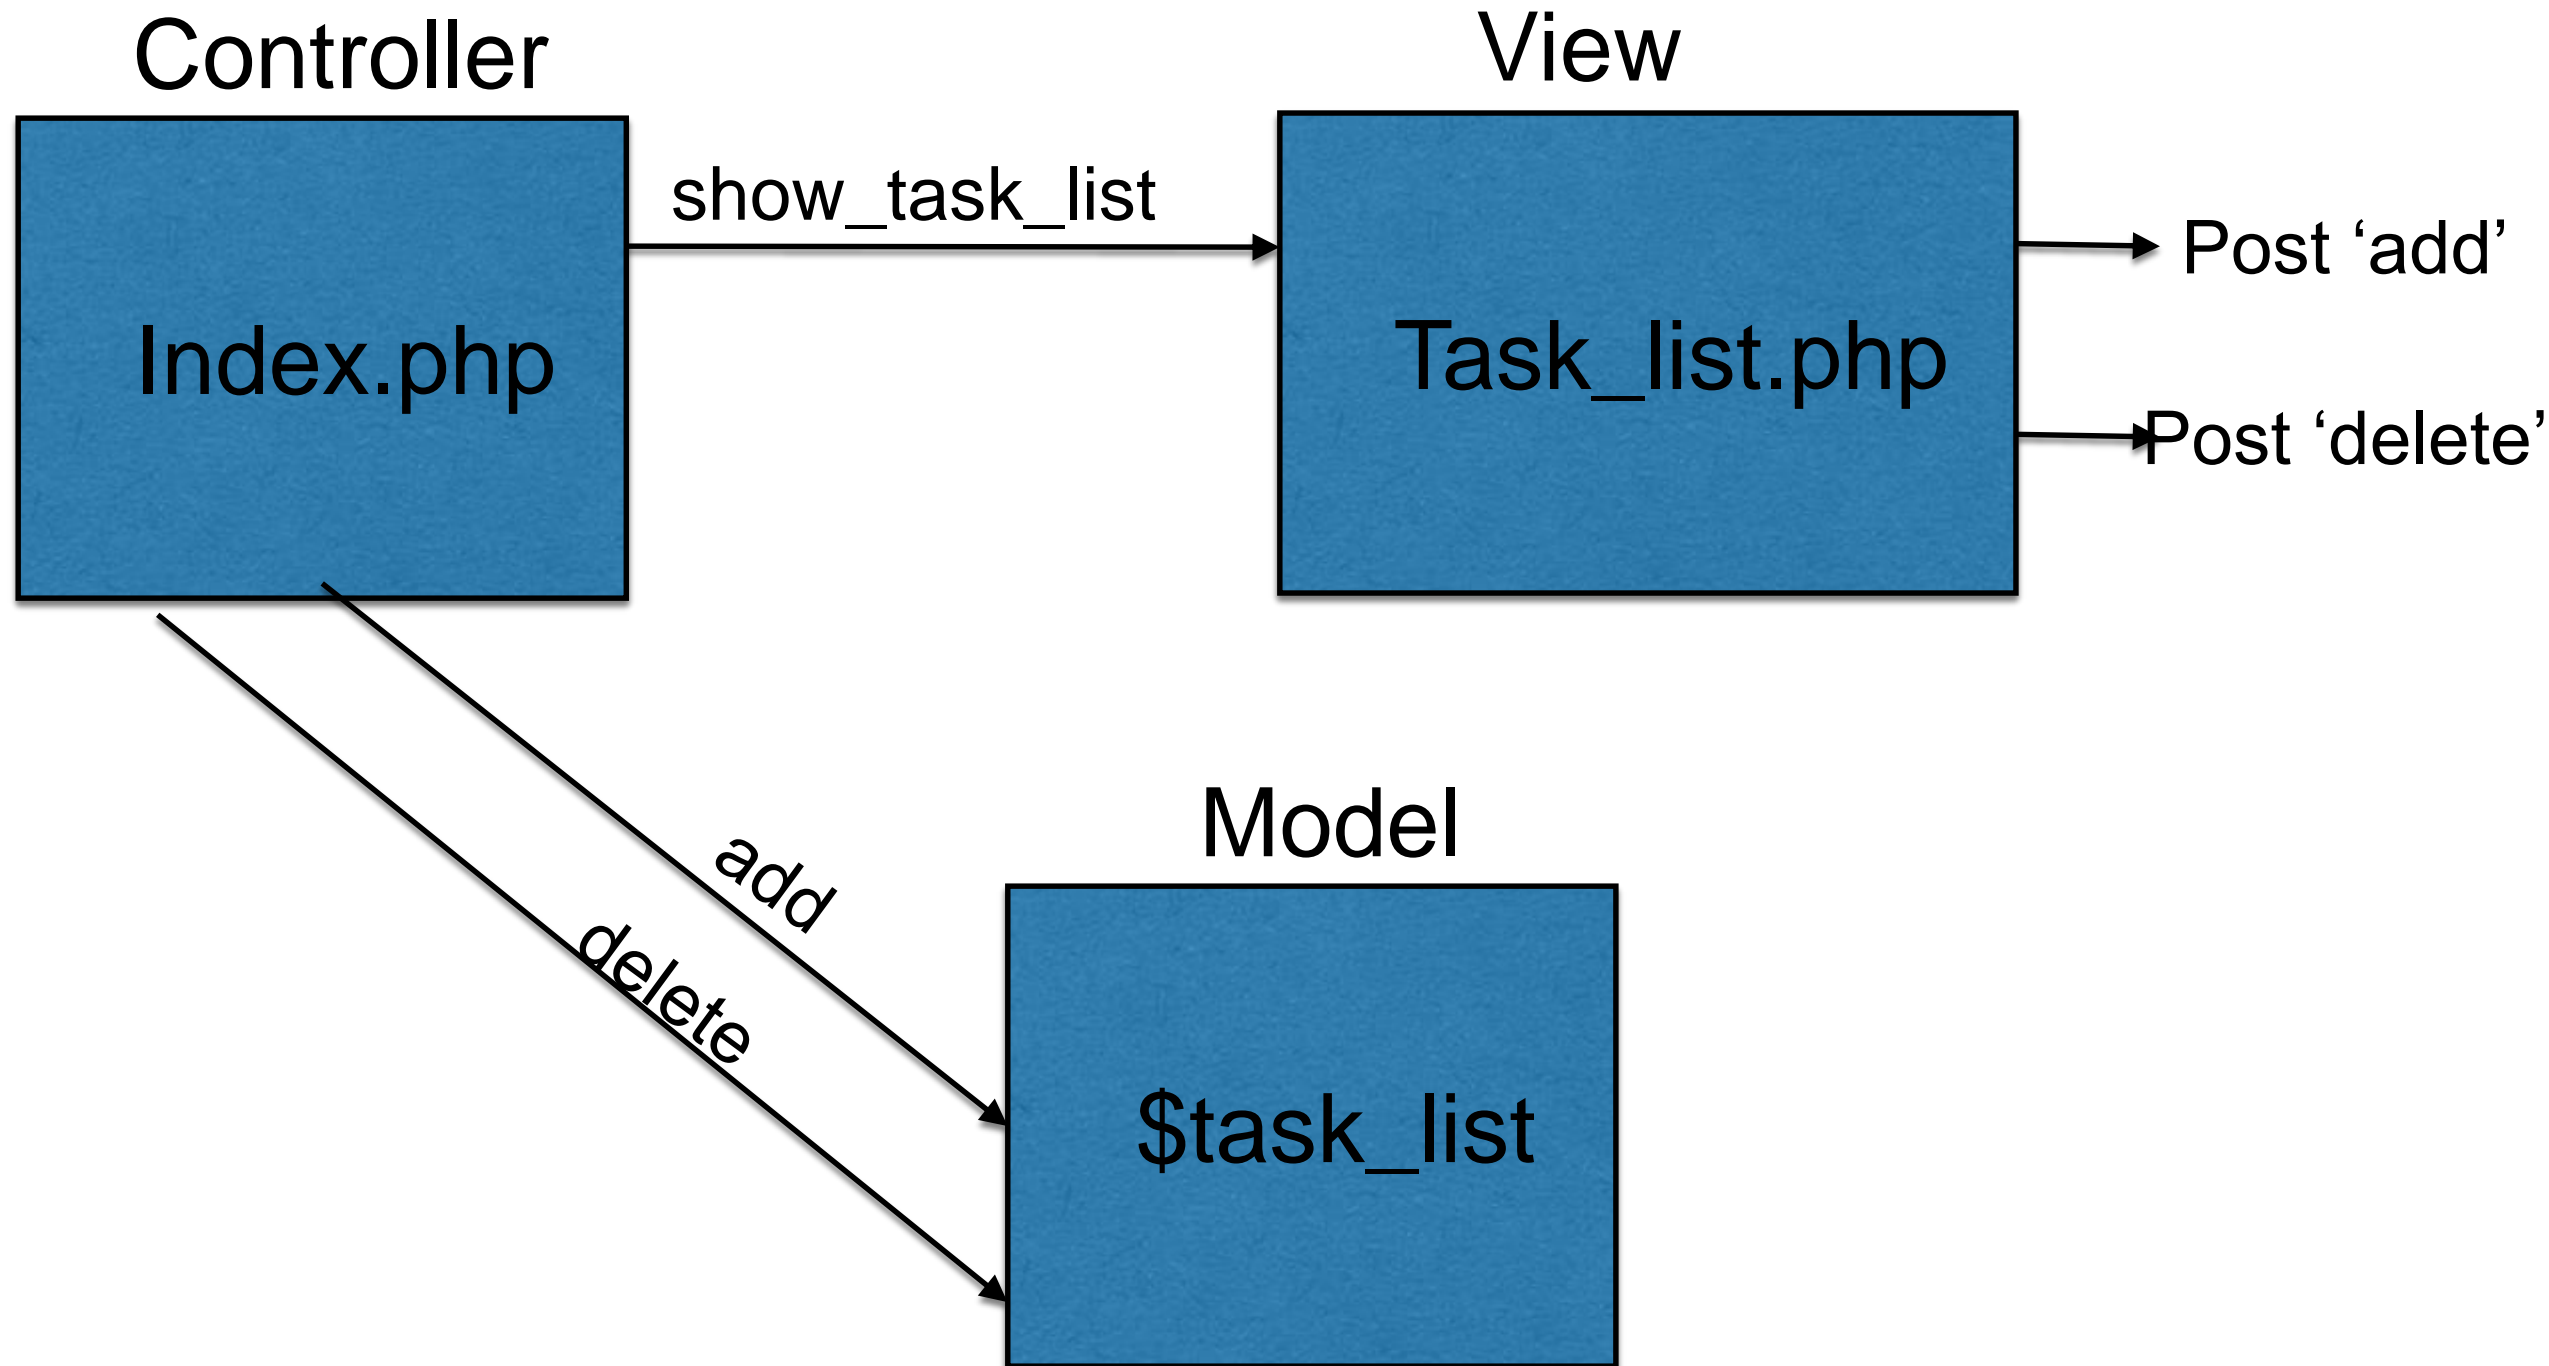 Controller
View
show_task_list
Post ‘add’
Index.php
Task_list.php
Post ‘delete’
Model
add
delete
$task_list